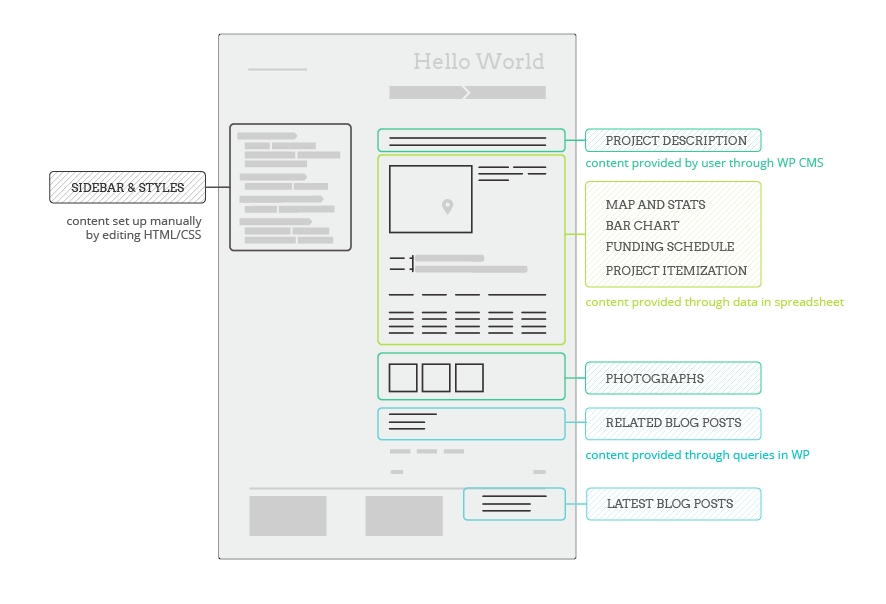 Hello World
SIDEBAR & STYLES
content set up manually
by editing HTML/CSS
PROJECT DESCRIPTION
content provided by user through WP CMS
MAP AND STATS
BAR CHART
FUNDING SCHEDULE
PROJECT ITEMIZATION
content provided through data in spreadsheet
PHOTOGRAPHS
RELATED BLOG POSTS
content provided through queries in WP
LATEST BLOG POSTS